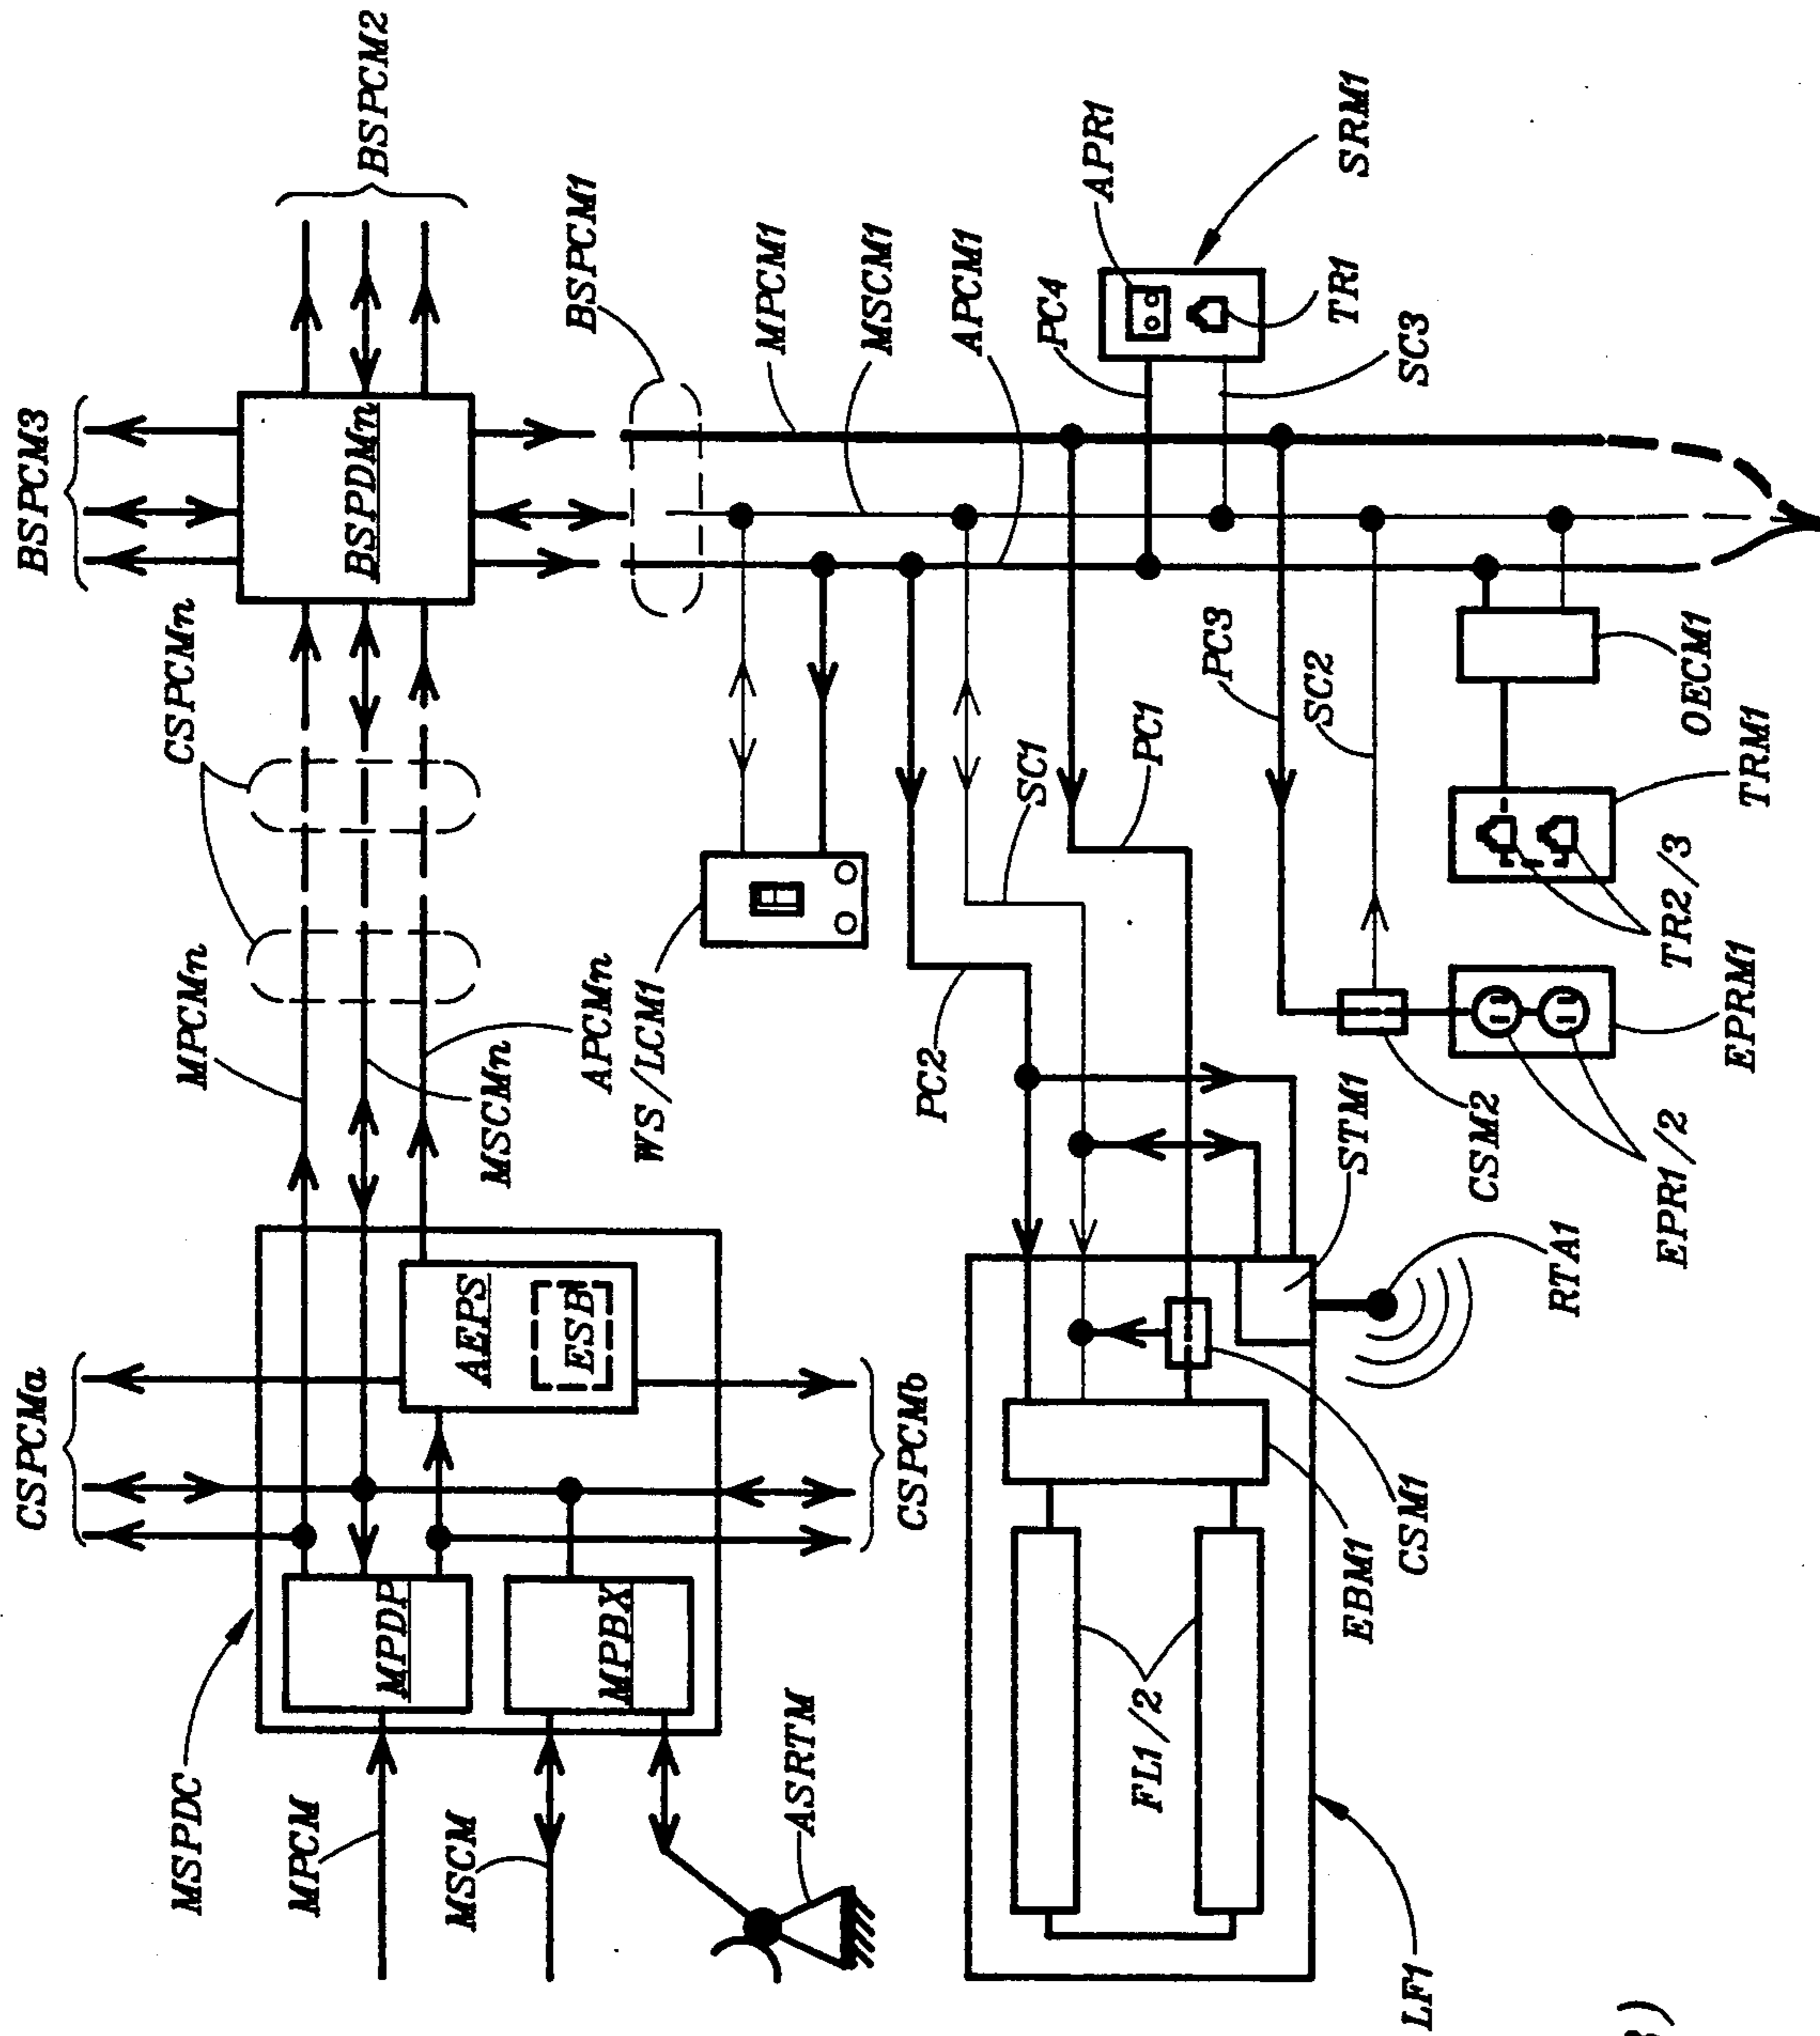 BSPCM3
BSPCM2
BSPDMn
BSPCM1
CSPCMn
MPCM1
MSCM1
APCM1
APR1
SRM1
PC4
TR1
SC3
MPCMn
MSCMn
APCMn
WS/LCM1
PC2
SC1
PC1
PC3
SC2
OECM1
TRM1
TR2/3
EPRM1
EPR1/2
CSM2
STM1
RTA1
CSPCMa
AEPS
ESB
CSPCMb
MSPDC
MPDP
MPBX
MPCM
MSCM
ASRTM
FL1/2
EBM1
CSM1
LF1